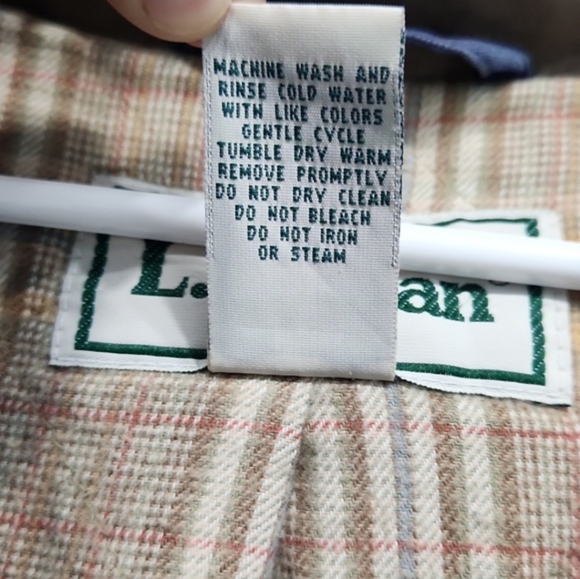 MACHINE WASH AND
RINSE COLD WATER
WITH LIKE COLORS
GENTLE CYCLE
TUMBLE DRY WARM
REMOVE PROMPTLY
DO NOT DRY CLEAN
DO NOT BLEACH
DO NOT IRON
OR STEAM